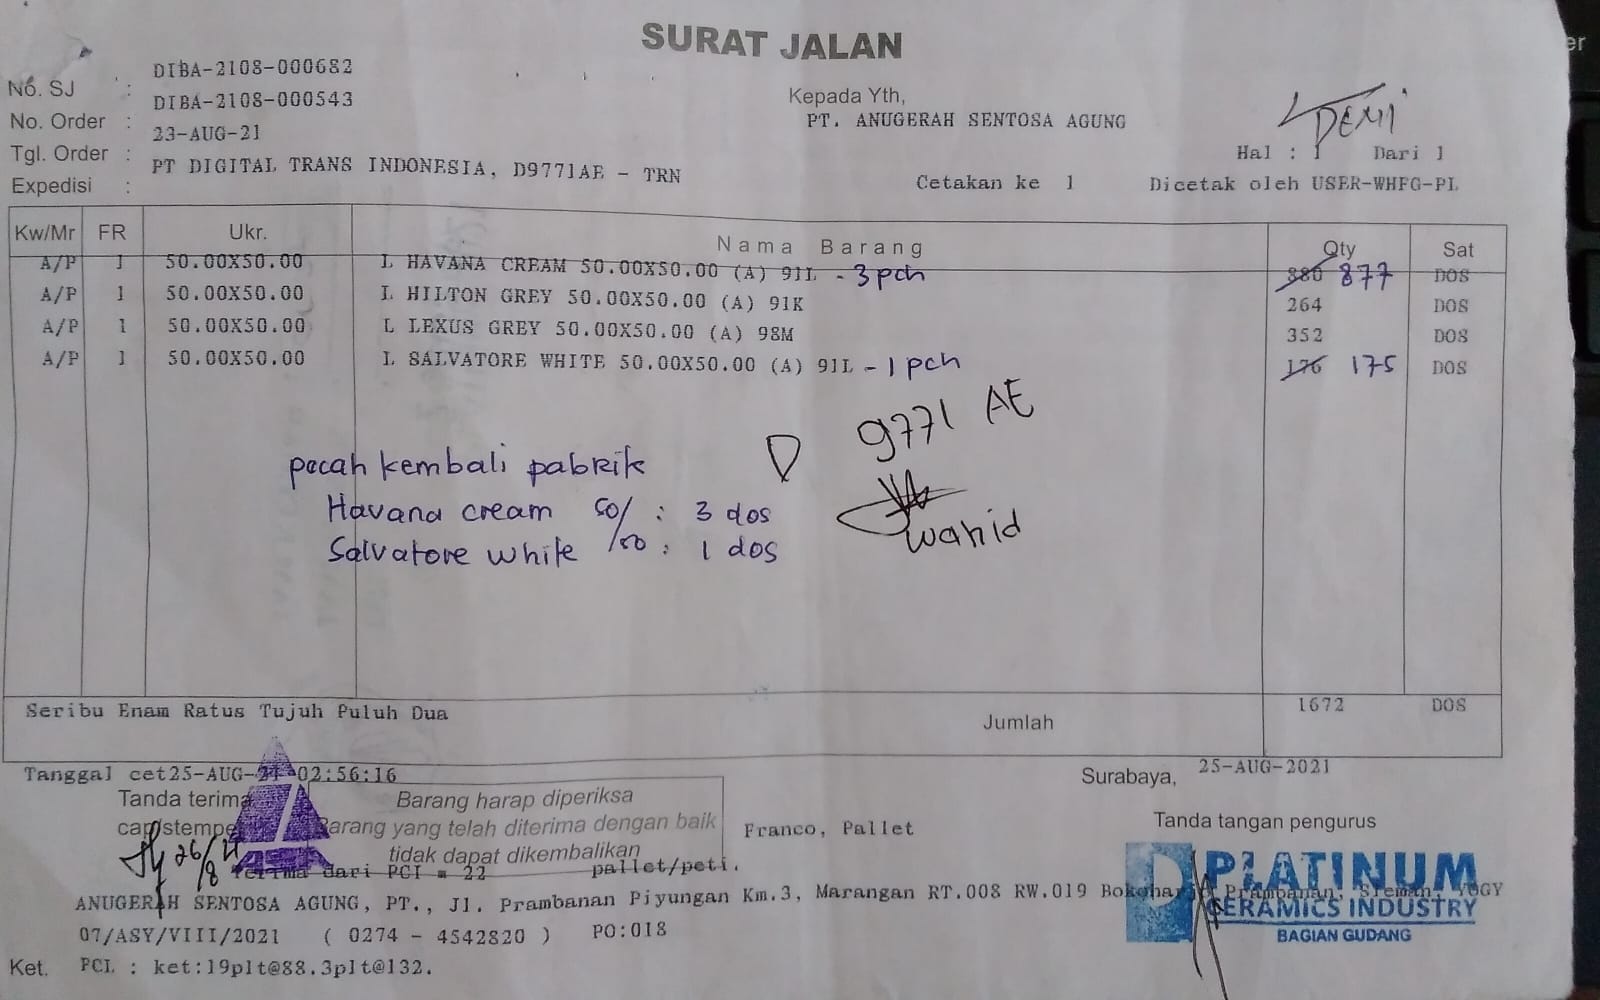 SURAT JALAN
No. SJ : DIBA-2108-000682
No. Order : DIBA-2108-000543
Tgl. Order : 23-AUG-21
Expedisi : PT DIGITAL TRANS INDONESIA, D9771AE - TRN
Kepada Yth,
PT. ANUGERAH SENTOSA AGUNG
DEMI
Hal : 1 Dari 1
Cetakan ke 1 Dicetak oleh USER-WHFG-PL
Kw/Mr FR Ukr. Nama Barang Qty Sat
A/P 1 50.00X50.00 L HAVANA CREAM 50.00X50.00 (A) 91L - 3 pch 880 877 DOS
A/P 1 50.00X50.00 L HILTON GREY 50.00X50.00 (A) 91K 264 DOS
A/P 1 50.00X50.00 L LEXUS GREY 50.00X50.00 (A) 98M 352 DOS
A/P 1 50.00X50.00 L SALVATORE WHITE 50.00X50.00 (A) 91L - 1 pch 176 175 DOS
D 9771 AE
pecah kembali pabrik
Havana cream 50/ : 3 dos
Salvatore white /50 : 1 dos
wahid
Seribu Enam Ratus Tujuh Puluh Dua
Jumlah 1672 DOS
Tanggal cet25-AUG-21 02:56:16
Surabaya, 25-AUG-2021
Tanda terima
cap stempel
26/8 21
Barang harap diperiksa
Barang yang telah diterima dengan baik
tidak dapat dikembalikan
Franco, Pallet
Tanda tangan pengurus
Terima dari PCI = 22 pallet/peti.
PLATINUM
CERAMICS INDUSTRY
BAGIAN GUDANG
ANUGERAH SENTOSA AGUNG, PT., Jl. Prambanan Piyungan Km.3, Marangan RT.008 RW.019 Bokoharjo Prambanan, Sleman, YOGY
07/ASY/VIII/2021 ( 0274 - 4542820 ) PO:018
Ket. PCL : ket:19plt@88.3plt@132.